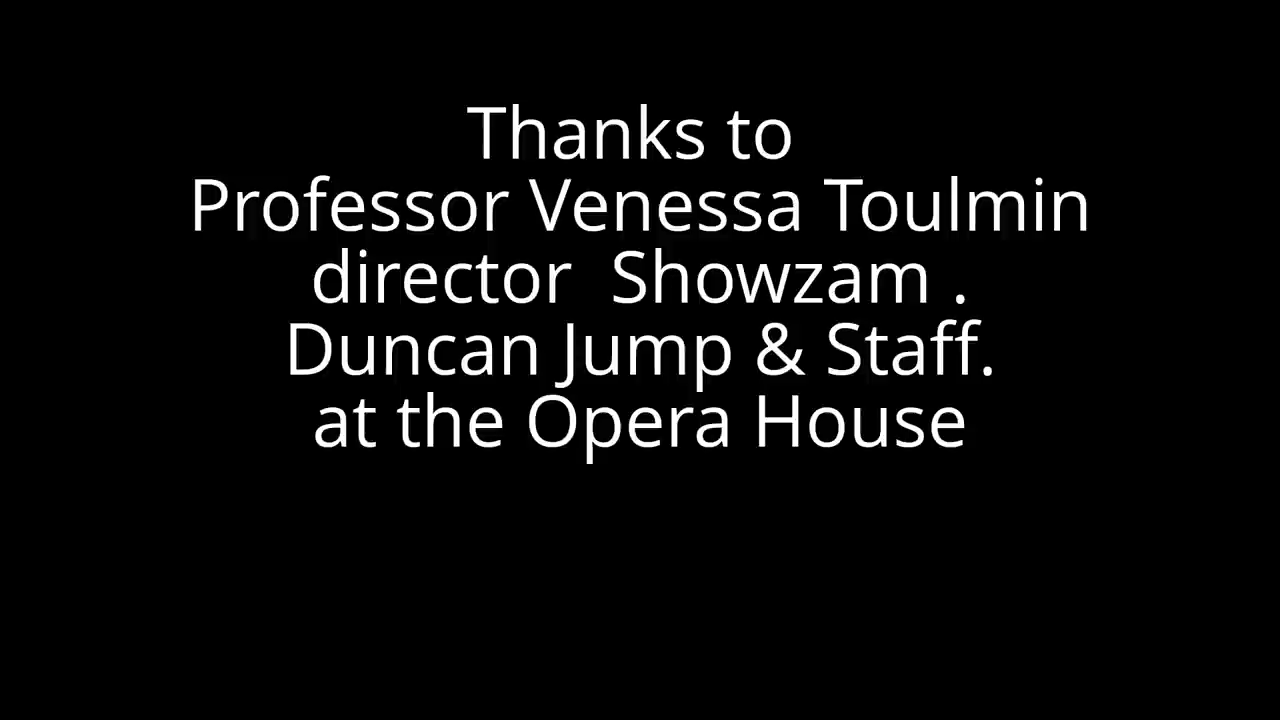 Thanks to
Professor Venessa Toulmin
director  Showzam .
Duncan Jump & Staff.
at the Opera House